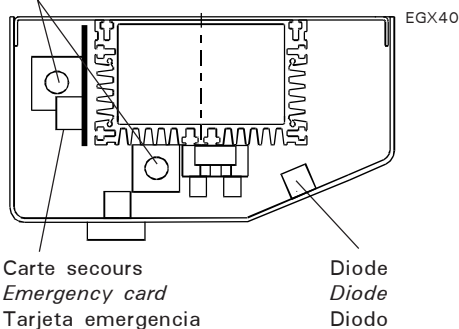 EGX40
Carte secours
Emergency card
Tarjeta emergencia
Diode
Diode
Diodo